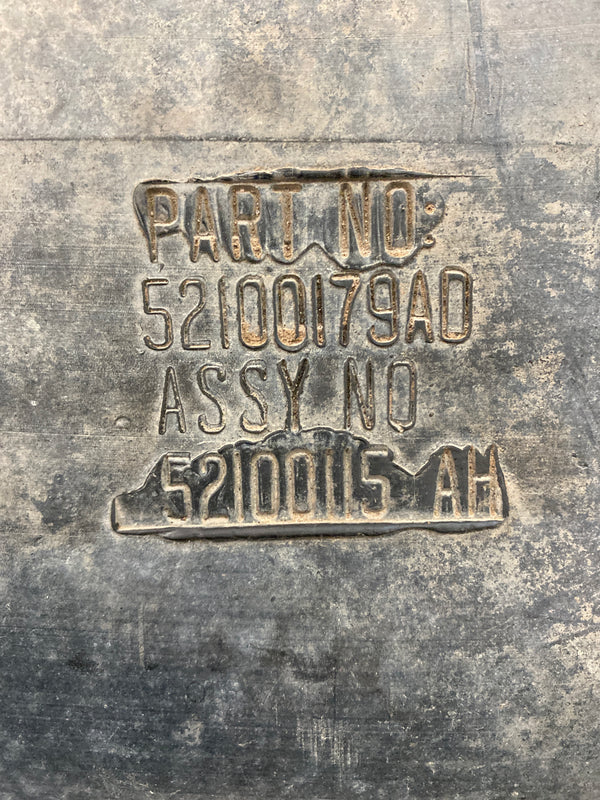 PART NO:
52100179AD
ASSY NO
52100115 AH